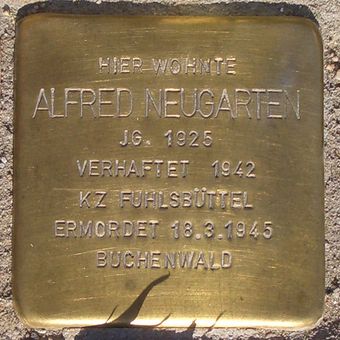 HIER WOHNTE
ALFRED NEUGARTEN
JG. 1925
VERHAFTET 1942
KZ FUHLSBÜTTEL
ERMORDET 18.3.1945
BUCHENWALD